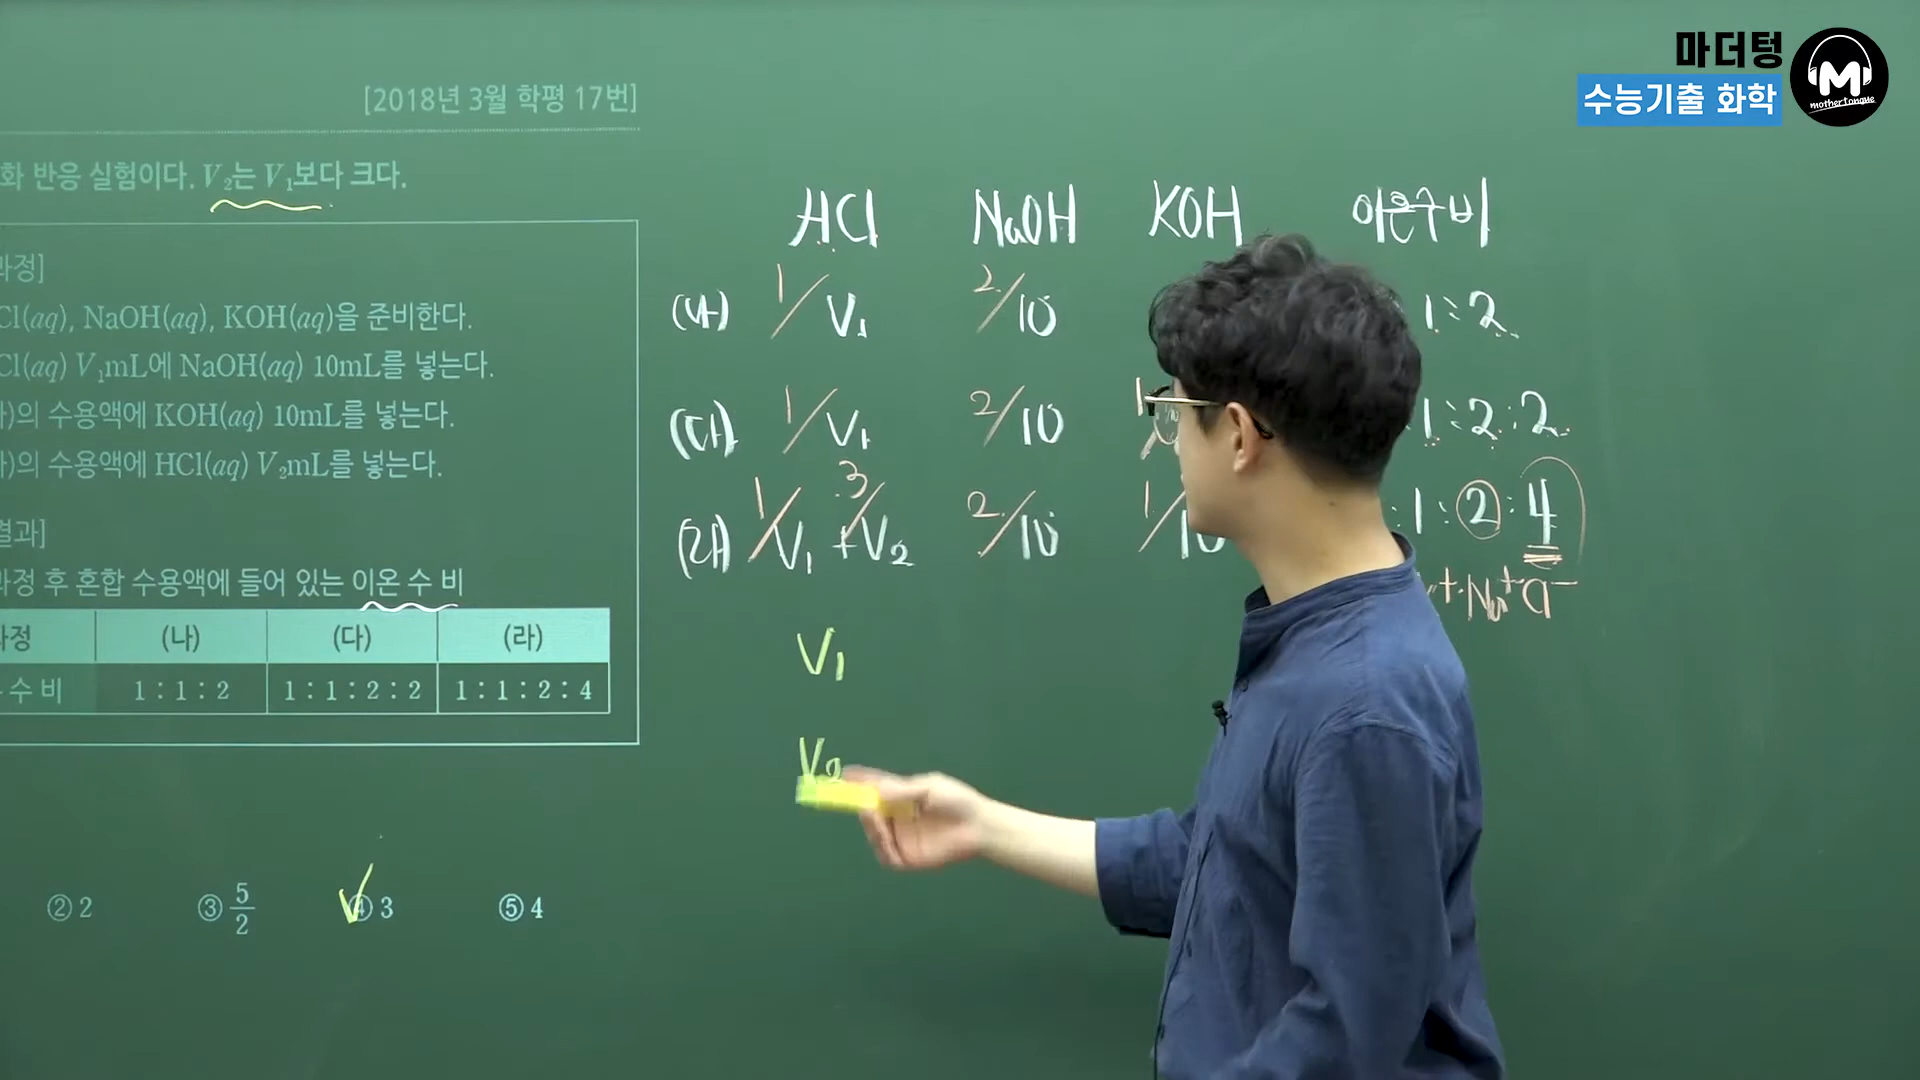 마더텅
수능기출 화학
mothertongue
[2018년 3월 학평 17번]
화 반응 실험이다. V₂는 V₁보다 크다.
과정]
Cl(aq), NaOH(aq), KOH(aq)을 준비한다.
Cl(aq) V₁mL에 NaOH(aq) 10mL를 넣는다.
)의 수용액에 KOH(aq) 10mL를 넣는다.
)의 수용액에 HCl(aq) V₂mL를 넣는다.
결과]
과정 후 혼합 수용액에 들어 있는 이온 수 비
과정 (나) (다) (라)
수 비 1 : 1 : 2 1 : 1 : 2 : 2 1 : 1 : 2 : 4
② 2 ③ 5/2 ④ 3 ⑤ 4
HCl NaOH KOH 이온수비
(나) 1/V₁ 2/10 1:2
(다) 1/V₁ 2/10 1/ 1:2:2
(라) 1/V₁ + 3/V₂ 2/10 1/10 :1:2:4
+ Na⁺ Cl⁻
V₁
V₂